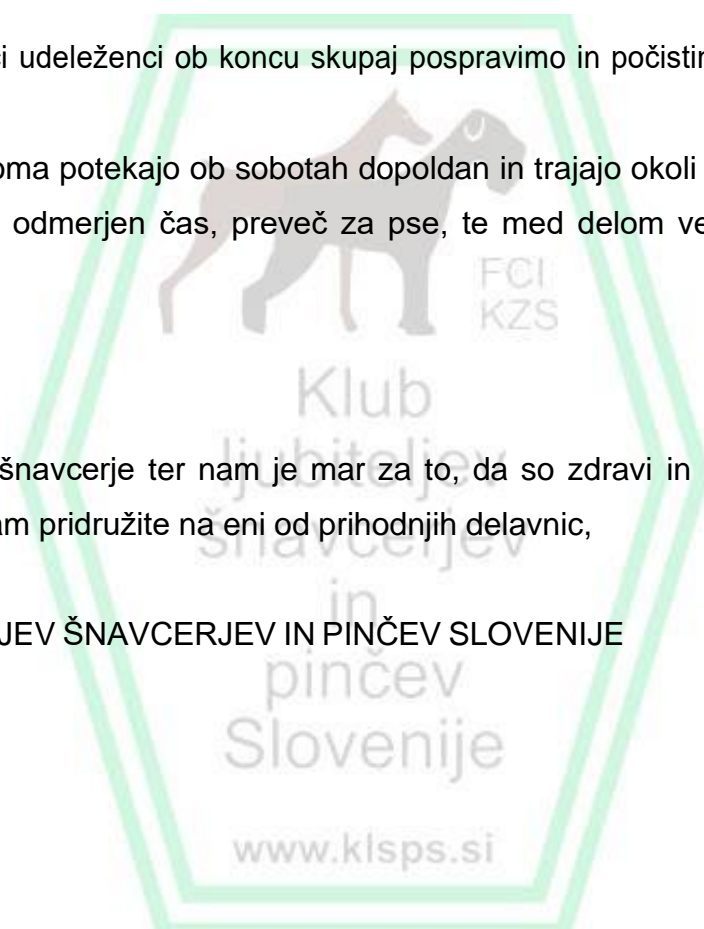 i udeleženci ob koncu skupaj pospravimo in počistin
oma potekajo ob sobotah dopoldan in trajajo okoli
odmerjen čas, preveč za pse, te med delom ve
FCI
KZS
Klub
ljubiteljev
šnavcerje ter nam je mar za to, da so zdravi in
am pridružite na eni od prihodnjih delavnic,
šnavcerjev
in
JEV ŠNAVCERJEV IN PINČEV SLOVENIJE
pinčev
Slovenije
www.klsps.si